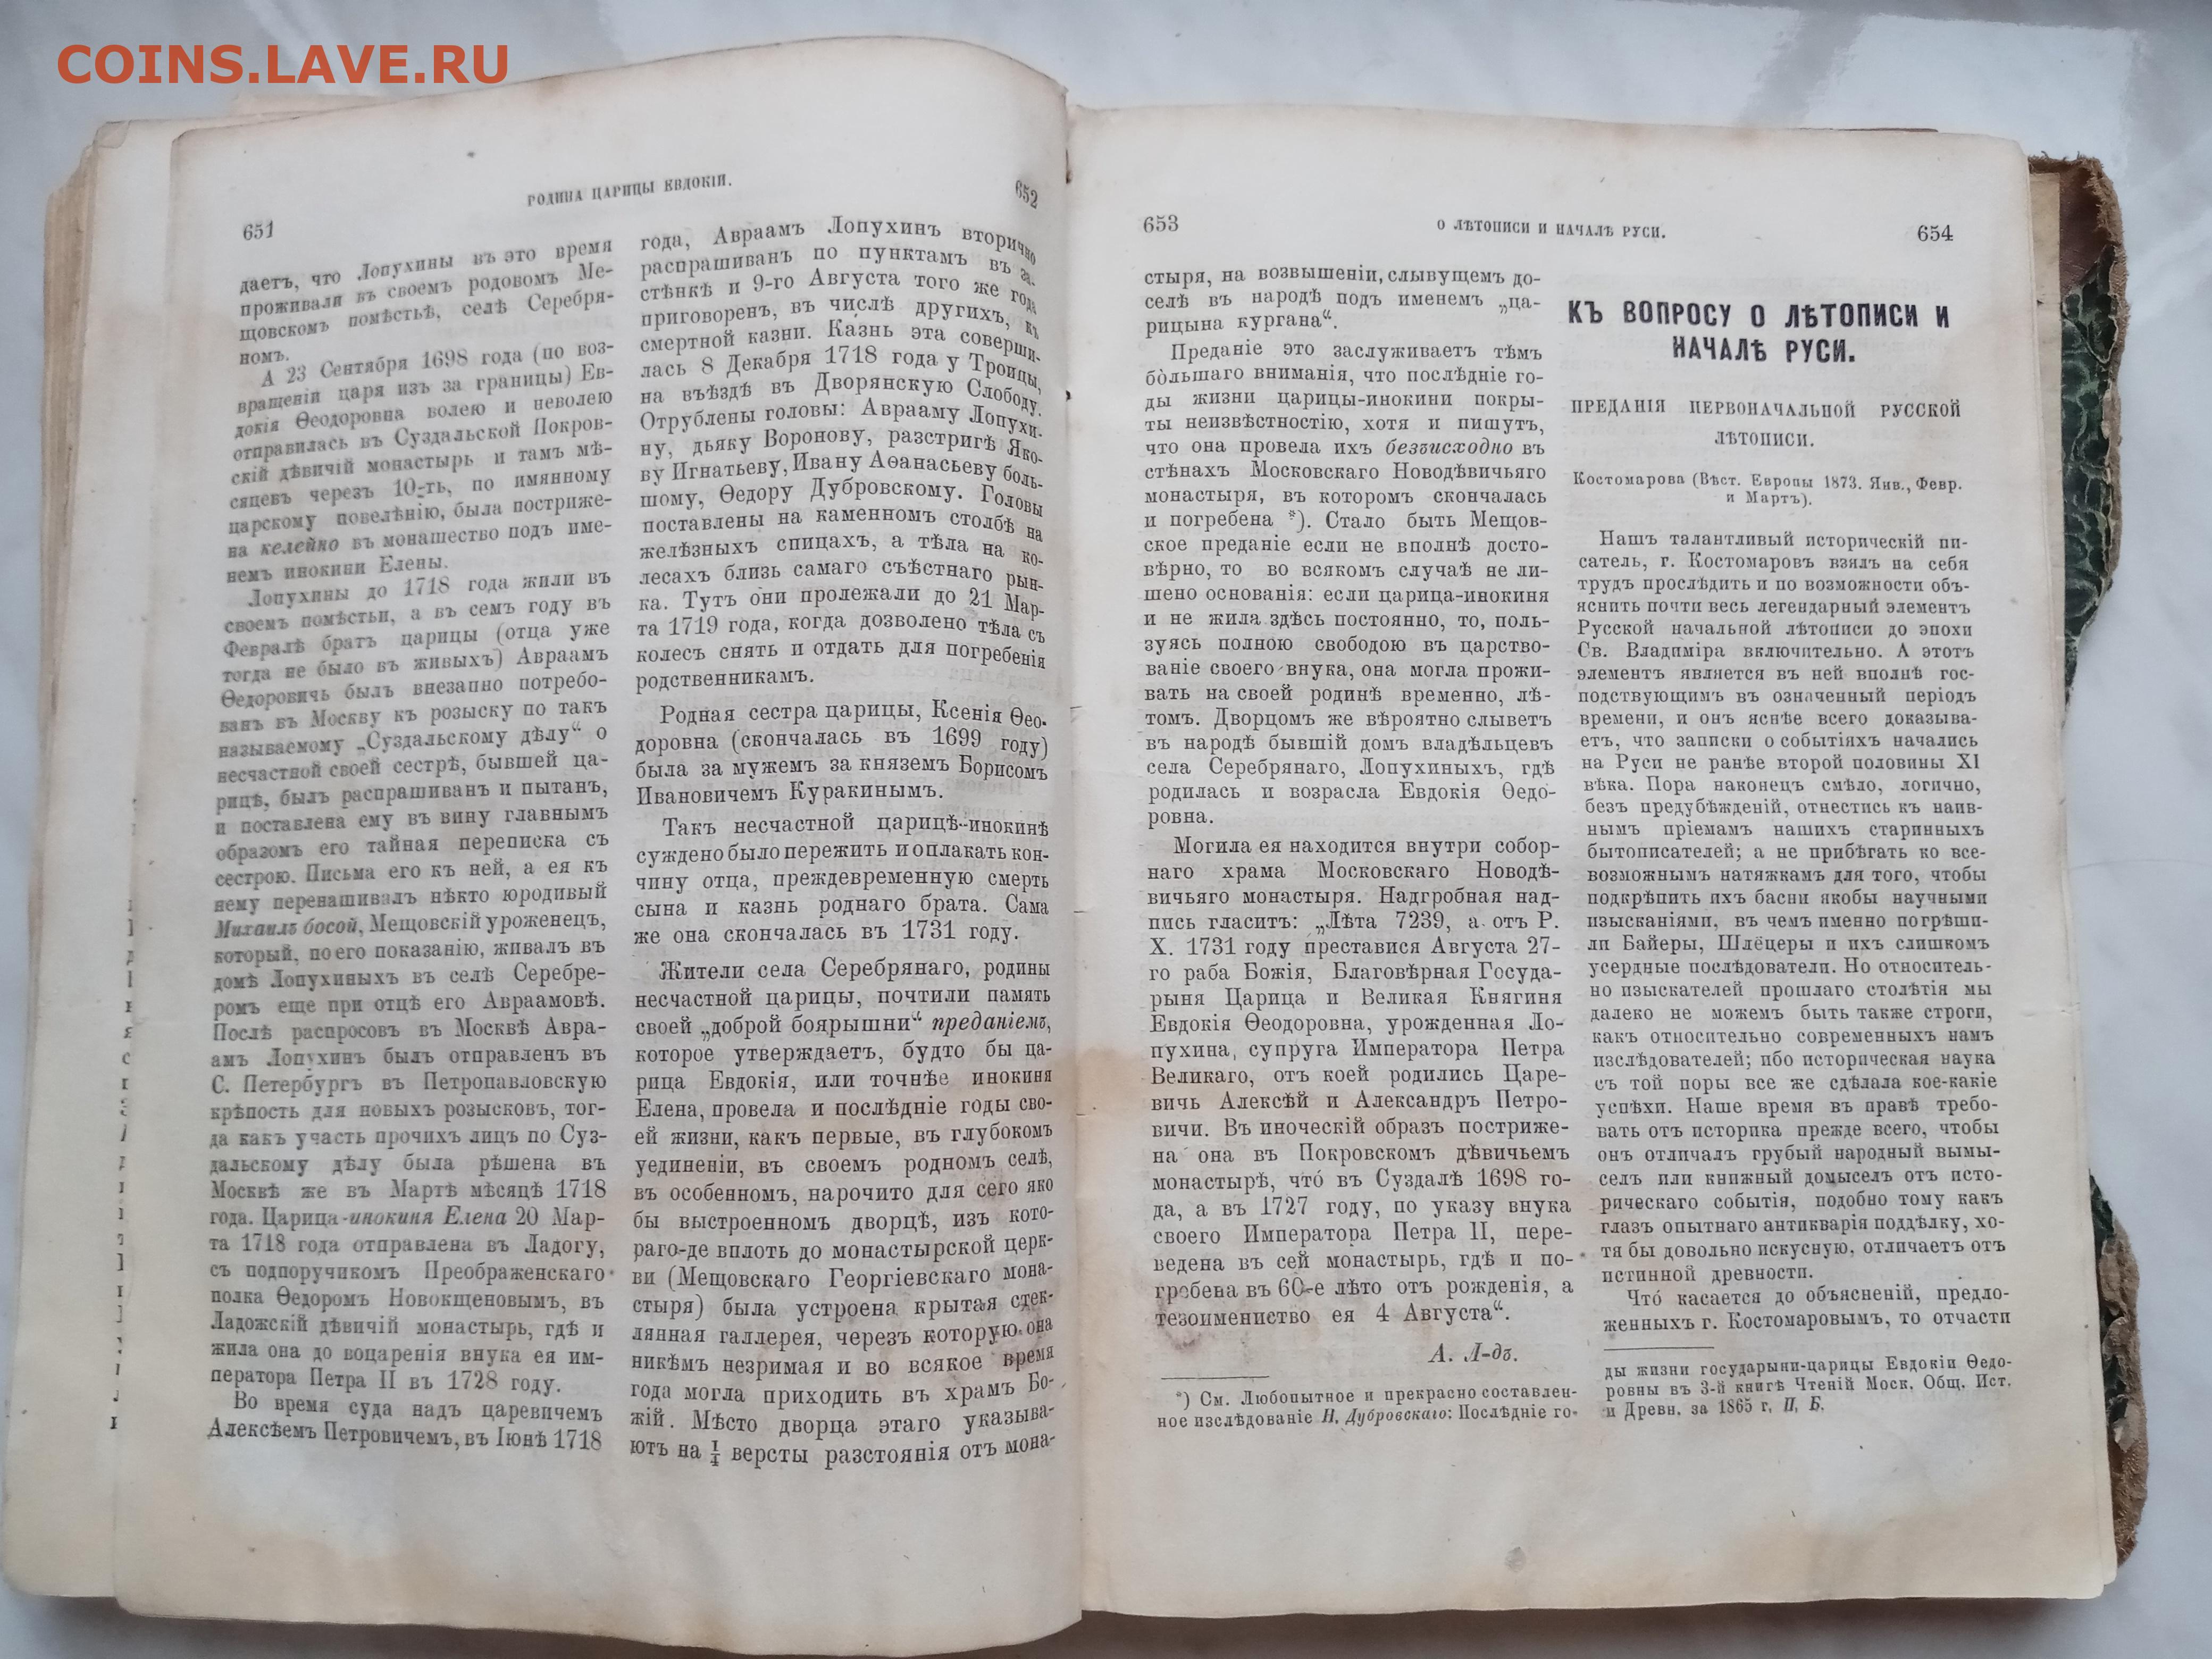 COINS.LAVE.RU
651
РОДИНА ЦАРИЦЫ ЕВДОКІИ.
652
даетъ, что Лопухины въ это время
проживали въ своемъ родовомъ Ме-
щовскомъ помѣстьѣ, селѣ Серебря-
номъ.
А 23 Сентября 1698 года (по воз-
вращеніи царя изъ за границы) Ев-
докія Ѳеодоровна волею и неволею
отправилась въ Суздальской Покров-
скій дѣвичій монастырь и тамъ мѣ-
сяцевъ черезъ 10-ть, по имянному
царскому повелѣнію, была постриже-
на келейно въ монашество подъ име-
немъ инокини Елены.
Лопухины до 1718 года жили въ
своемъ помѣстьи, а въ семъ году въ
Февралѣ братъ царицы (отца уже
тогда не было въ живыхъ) Авраамъ
Ѳедоровичь былъ внезапно потребо-
ванъ въ Москву къ розыску по такъ
называемому „Суздальскому дѣлу“ о
несчастной своей сестрѣ, бывшей ца-
рицѣ, былъ распрашиванъ и пытанъ,
и поставлена ему въ вину главнымъ
образомъ его тайная переписка съ
сестрою. Письма его къ ней, а ея къ
нему перенашивалъ нѣкто юродивый
Михаилъ босой, Мещовскій уроженецъ,
который, по его показанію, живалъ въ
домѣ Лопухиныхъ въ селѣ Серебре-
ромъ еще при отцѣ его Авраамовѣ.
Послѣ распросовъ въ Москвѣ Авра-
амъ Лопухинъ былъ отправленъ въ
С. Петербургъ въ Петропавловскую
крѣпость для новыхъ розысковъ, тог-
да какъ участь прочихъ лицъ по Суз-
дальскому дѣлу была рѣшена въ
Москвѣ же въ Мартѣ мѣсяцѣ 1718
года. Царица-инокиня Елена 20 Мар-
та 1718 года отправлена въ Ладогу,
съ подпоручикомъ Преображенскаго
полка Ѳедоромъ Новокщеновымъ, въ
Ладожскій дѣвичій монастырь, гдѣ и
жила она до воцаренія внука ея им-
ператора Петра II въ 1728 году.
Во время суда надъ царевичемъ
Алексѣемъ Петровичемъ, въ Іюнѣ 1718
года, Авраамъ Лопухинъ вторично
распрашиванъ по пунктамъ въ за-
стѣнкѣ и 9-го Августа того же года
приговоренъ, въ числѣ другихъ, къ
смертной казни. Казнь эта соверши-
лась 8 Декабря 1718 года у Троицы,
на въѣздѣ въ Дворянскую Слободу.
Отрублены головы: Аврааму Лопухи-
ну, дьяку Воронову, разстригѣ Яко-
ву Игнатьеву, Ивану Аѳанасьеву боль-
шому, Ѳедору Дубровскому. Головы
поставлены на каменномъ столбѣ на
желѣзныхъ спицахъ, а тѣла на ко-
лесахъ близь самаго съѣстнаго рын-
ка. Тутъ они пролежали до 21 Мар-
та 1719 года, когда дозволено тѣла съ
колесъ снять и отдать для погребенія
родственникамъ.
Родная сестра царицы, Ксенія Ѳео-
доровна (скончалась въ 1699 году)
была за мужемъ за княземъ Борисомъ
Ивановичемъ Куракинымъ.
Такъ несчастной царицѣ-инокинѣ
суждено было пережить и оплакать кон-
чину отца, преждевременную смерть
сына и казнь роднаго брата. Сама
же она скончалась въ 1731 году.
Жители села Серебрянаго, родины
несчастной царицы, почтили память
своей „доброй боярышни“ преданіемъ,
которое утверждаетъ, будто бы ца-
рица Евдокія, или точнѣе инокиня
Елена, провела и послѣдніе годы сво-
ей жизни, какъ первые, въ глубокомъ
уединеніи, въ своемъ родномъ селѣ,
въ особенномъ, нарочито для сего яко
бы выстроенномъ дворцѣ, изъ кото-
раго-де вплоть до монастырской церк-
ви (Мещовскаго Георгіевскаго мона-
стыря) была устроена крытая стек-
лянная галлерея, черезъ которую она
никѣмъ незримая и во всякое время
года могла приходить въ храмъ Бо-
жій. Мѣсто дворца этаго указыва-
ютъ на 1/4 версты разстоянія отъ мона-
653
О ЛѢТОПИСИ И НАЧАЛѢ РУСИ.
654
стыря, на возвышеніи, слывущемъ до-
селѣ въ народѣ подъ именемъ „ца-
рицына кургана“.
Преданіе это заслуживаетъ тѣмъ
бо́льшаго вниманія, что послѣдніе го-
ды жизни царицы-инокини покры-
ты неизвѣстностію, хотя и пишутъ,
что она провела ихъ безъисходно въ
стѣнахъ Московскаго Новодѣвичьяго
монастыря, въ котором скончалась
и погребена *). Стало быть Мещов-
ское преданіе если не вполнѣ досто-
вѣрно, то во всякомъ случаѣ не ли-
шено основанія: если царица-инокиня
и не жила здѣсь постоянно, то, поль-
зуясь полною свободою въ царство-
ваніе своего внука, она могла прожи-
вать на своей родинѣ временно, лѣ-
томъ. Дворцомъ же вѣроятно слыветъ
въ народѣ бывшій домъ владѣльцевъ
села Серебрянаго, Лопухиныхъ, гдѣ
родилась и возрасла Евдокія Ѳедо-
ровна.
Могила ея находится внутри собор-
наго храма Московскаго Новодѣ-
вичьяго монастыря. Надгробная над-
пись гласитъ: „Лѣта 7239, а отъ Р.
Х. 1731 году преставися Августа 27-
го раба Божія, Благовѣрная Госуда-
рыня Царица и Великая Княгиня
Евдокія Ѳеодоровна, урожденная Ло-
пухина, супруга Императора Петра
Великаго, отъ коей родились Царе-
вичь Алексѣй и Александръ Петро-
вичи. Въ иноческій образъ постриже-
на она въ Покровскомъ дѣвичьемъ
монастырѣ, что́ въ Суздалѣ 1698 го-
да, а въ 1727 году, по указу внука
своего Императора Петра II, пере-
ведена въ сей монастырь, гдѣ и по-
гребена въ 60-е лѣто отъ рожденія, а
тезоименитство ея 4 Августа“.
А. Л-дъ.
*) См. Любопытное и прекрасно составлен-
ное изслѣдованіе Н. Дубровскаго: Послѣдніе го-
КЪ ВОПРОСУ О ЛѢТОПИСИ И
НАЧАЛѢ РУСИ.
ПРЕДАНІЯ ПЕРВОНАЧАЛЬНОЙ РУССКОЙ
ЛѢТОПИСИ.
Костомарова (Вѣст. Европы 1873. Янв., Февр.
и Мартъ).
Нашъ талантливый историческій пи-
сатель, г. Костомаровъ взялъ на себя
трудъ прослѣдить и по возможности объ-
яснить почти весь легендарный элементъ
Русской начальной лѣтописи до эпохи
Св. Владиміра включительно. А этотъ
элементъ является въ ней вполнѣ гос-
подствующимъ въ означенный періодъ
времени, и онъ яснѣе всего доказыва-
етъ, что записки о событіяхъ начались
на Руси не ранѣе второй половины XI
вѣка. Пора наконецъ смѣло, логично,
безъ предубѣжденій, отнестись къ наив-
нымъ пріемамъ нашихъ старинныхъ
бытописателей; а не прибѣгать ко все-
возможнымъ натяжкамъ для того, чтобы
подкрѣпить ихъ басни якобы научными
изысканіями, въ чемъ именно погрѣши-
ли Байеры, Шлёцеры и ихъ слишкомъ
усердные послѣдователи. Но относитель-
но изыскателей прошлаго столѣтія мы
далеко не можемъ быть также строги,
какъ относительно современныхъ намъ
изслѣдователей; ибо историческая наука
съ той поры все же сдѣлала кое-какіе
успѣхи. Наше время въ правѣ требо-
вать отъ историка прежде всего, чтобы
онъ отличалъ грубый народный вымы-
селъ или книжный домыселъ отъ исто-
рическаго событія, подобно тому какъ
глазъ опытнаго антикварія поддѣлку, хо-
тя бы довольно искусную, отличаетъ отъ
истинной древности.
Что́ касается до объясненій, предло-
женныхъ г. Костомаровымъ, то отчасти
ды жизни государыни-царицы Евдокіи Ѳедо-
ровны въ 3-й книгѣ Чтеній Моск. Общ. Ист.
и Древн. за 1865 г. П. Б.